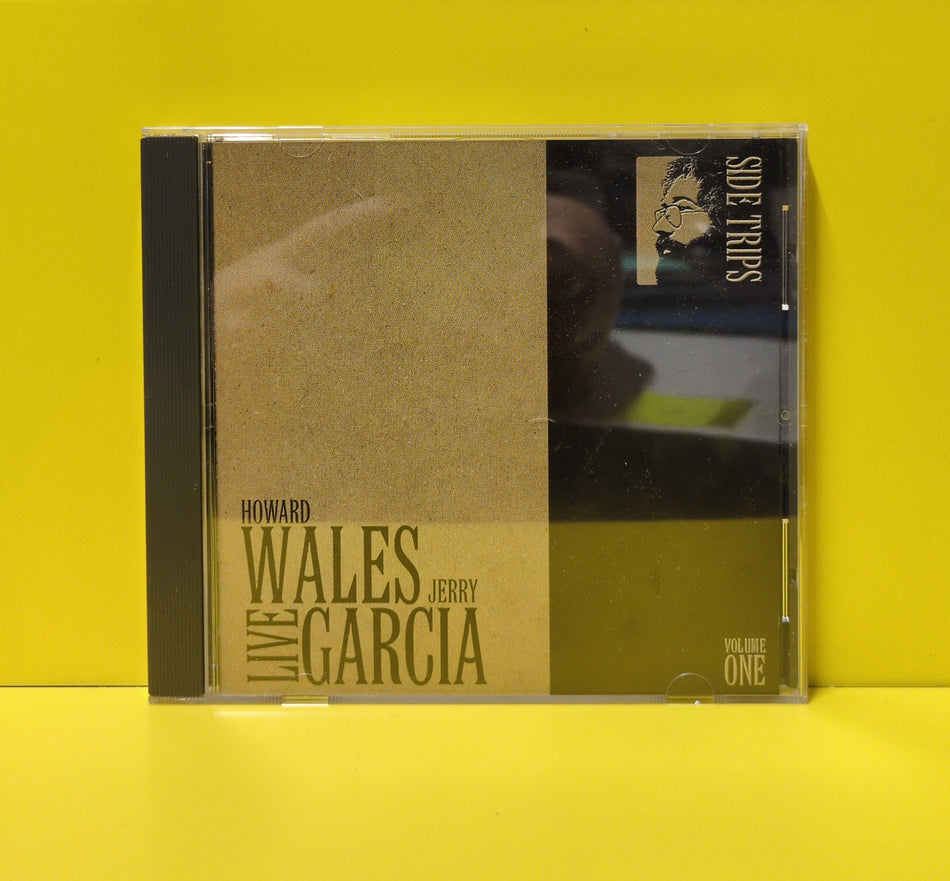 SIDE TRIPS
HOWARD
WALES JERRY
LIVE GARCIA
VOLUME
ONE